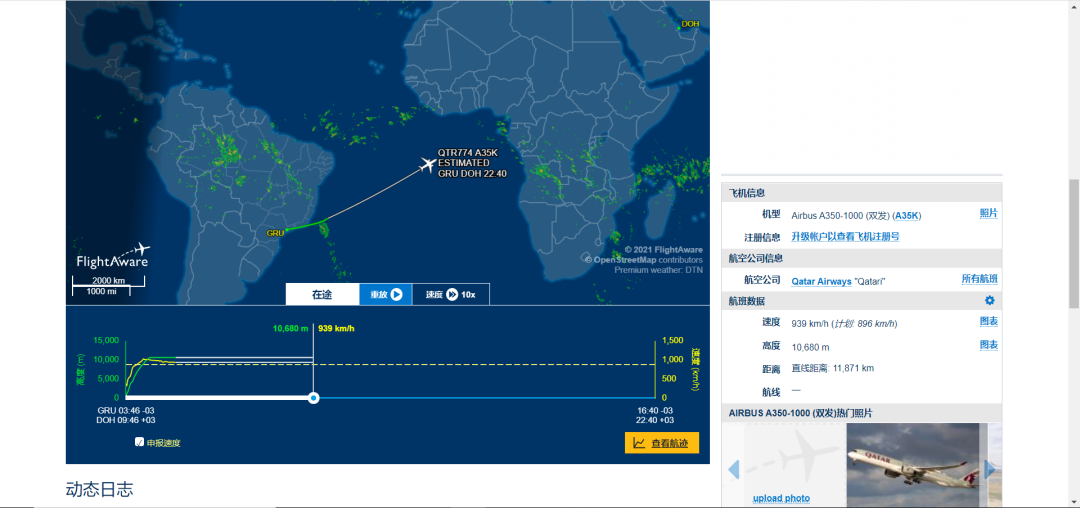 DOH
QTR774 A35K
ESTIMATED
GRU DOH 22:40
GRU
FlightAware
2000 km
1000 mi
© 2021 FlightAware
© OpenStreetMap contributors
Premium weather: DTN
在途
重放
速度 10x
10,680 m 939 km/h
15,000
10,000
5,000
0
高度 (m)
1,500
1,000
500
0
速度 (km/h)
GRU 03:46 -03
DOH 09:46 +03
16:40 -03
22:40 +03
申报速度
查看航迹
动态日志
飞机信息
机型 Airbus A350-1000 (双发) (A35K) 照片
注册信息 升级帐户以查看飞机注册号
航空公司信息
航空公司 Qatar Airways "Qatari" 所有航班
航班数据
速度 939 km/h (计划: 896 km/h) 图表
高度 10,680 m 图表
距离 直线距离: 11,871 km
航线 —
AIRBUS A350-1000 (双发)热门照片
upload photo
QATAR